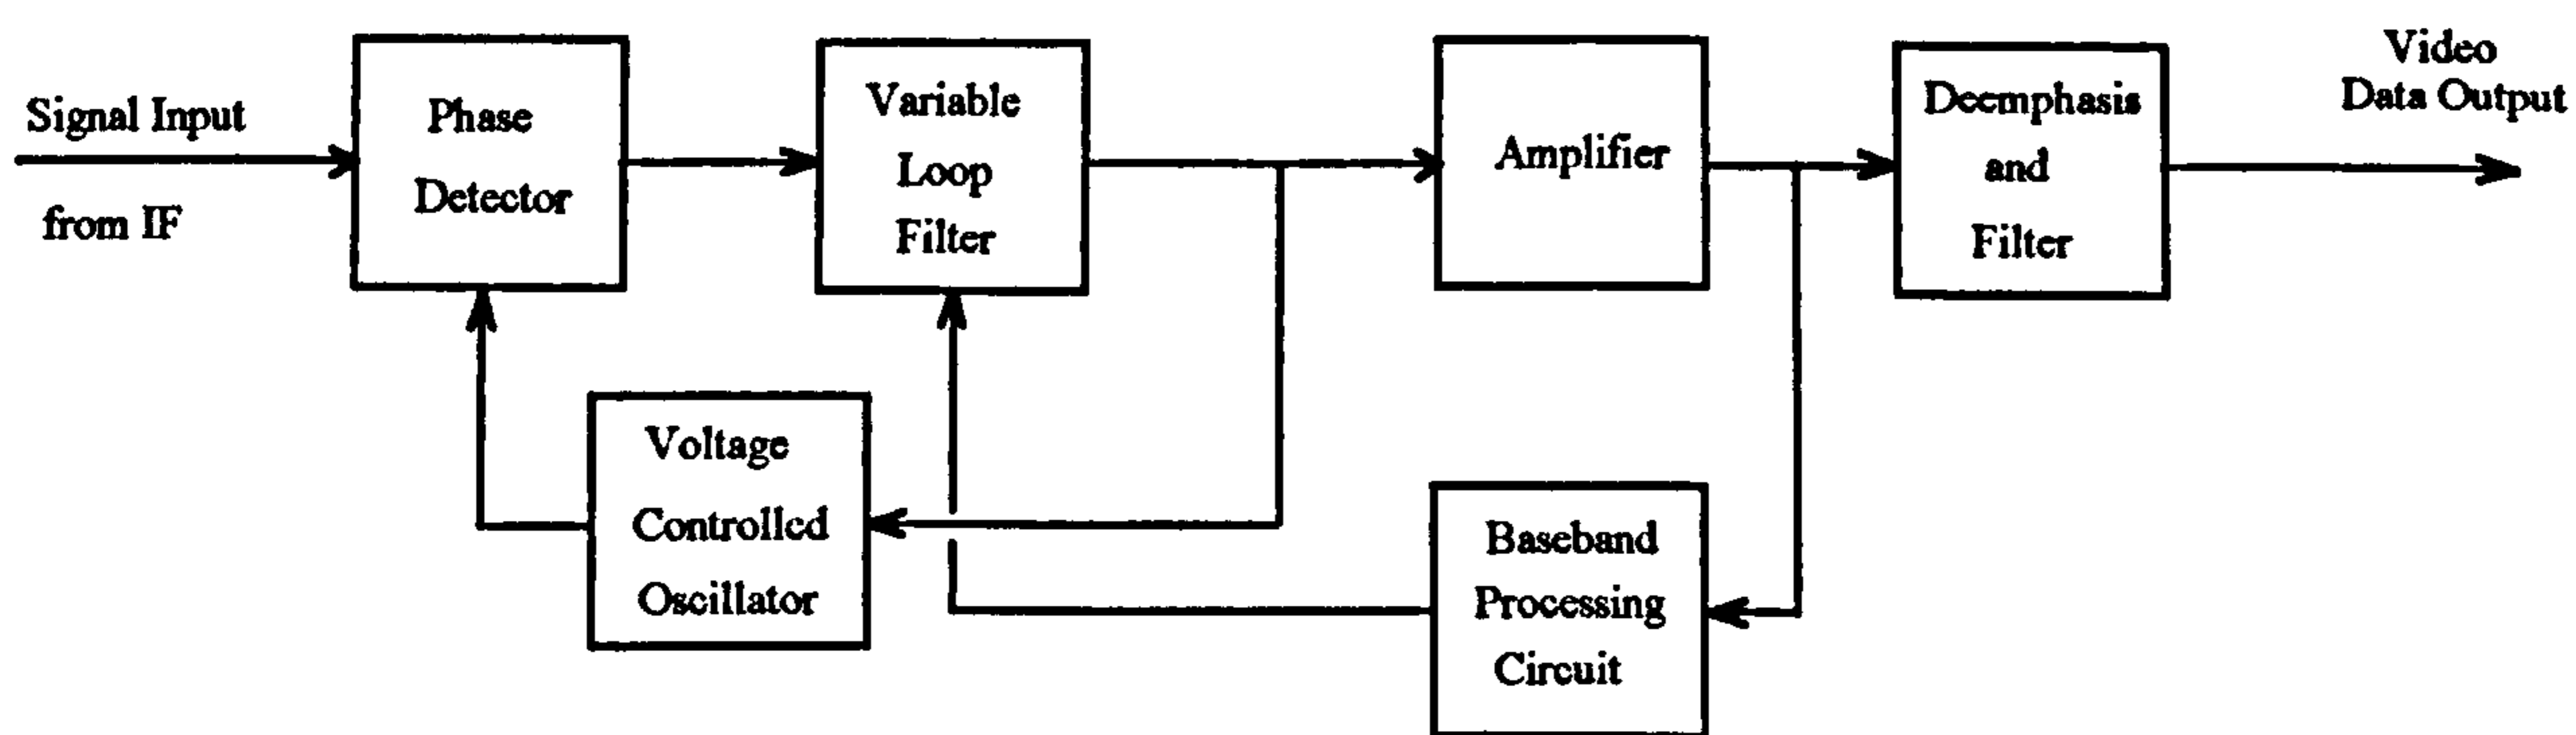 Signal Input
from IF
Phase
Detector
Variable
Loop
Filter
Amplifier
Deemphasis
and
Filter
Video
Data Output
Voltage
Controlled
Oscillator
Baseband
Processing
Circuit